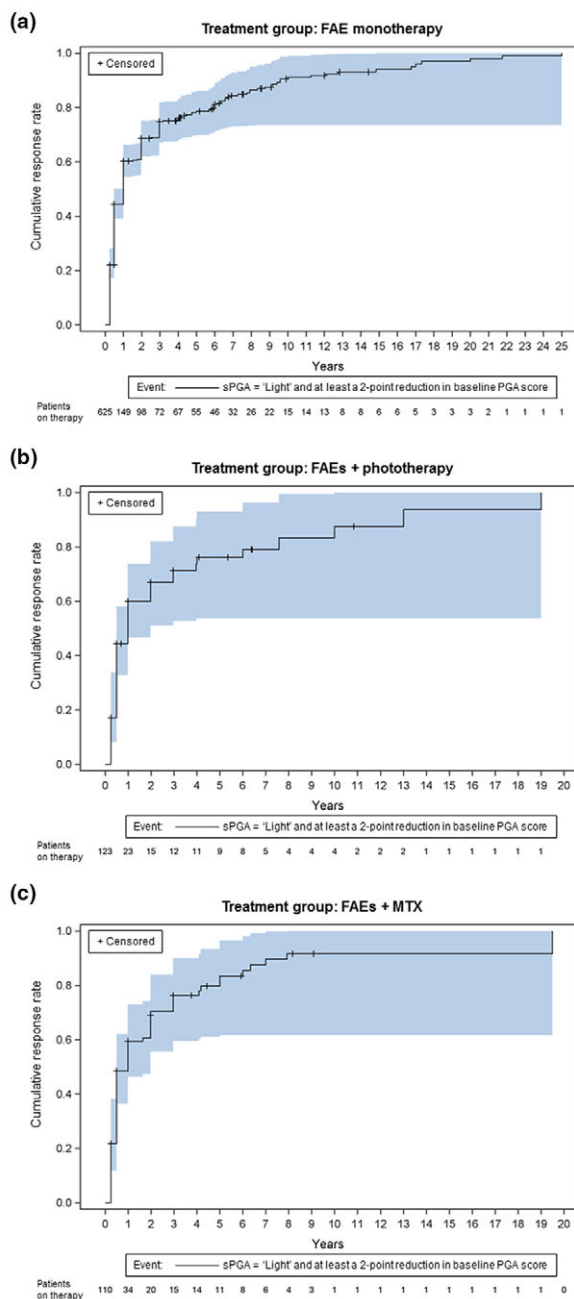 (a)
Treatment group: FAE monotherapy
1.0
+ Censored
0.8
0.6
0.4
0.2
0.0
Cumulative response rate
0 1 2 3 4 5 6 7 8 9 10 11 12 13 14 15 16 17 18 19 20 21 22 23 24 25
Years
Event: sPGA = 'Light' and at least a 2-point reduction in baseline PGA score
Patients
on therapy
625 149 98 72 67 55 46 32 26 22 15 14 13 8 8 6 6 5 3 3 3 2 1 1 1 1
(b)
Treatment group: FAEs + phototherapy
1.0
+ Censored
0.8
0.6
0.4
0.2
0.0
Cumulative response rate
0 1 2 3 4 5 6 7 8 9 10 11 12 13 14 15 16 17 18 19 20
Years
Event: sPGA = 'Light' and at least a 2-point reduction in baseline PGA score
Patients
on therapy
123 23 15 12 11 9 8 5 4 4 4 2 2 2 1 1 1 1 1 1
(c)
Treatment group: FAEs + MTX
1.0
+ Censored
0.8
0.6
0.4
0.2
0.0
Cumulative response rate
0 1 2 3 4 5 6 7 8 9 10 11 12 13 14 15 16 17 18 19 20
Years
Event: sPGA = 'Light' and at least a 2-point reduction in baseline PGA score
Patients
on therapy
110 34 20 15 14 11 8 6 4 3 1 1 1 1 1 1 1 1 1 1 0